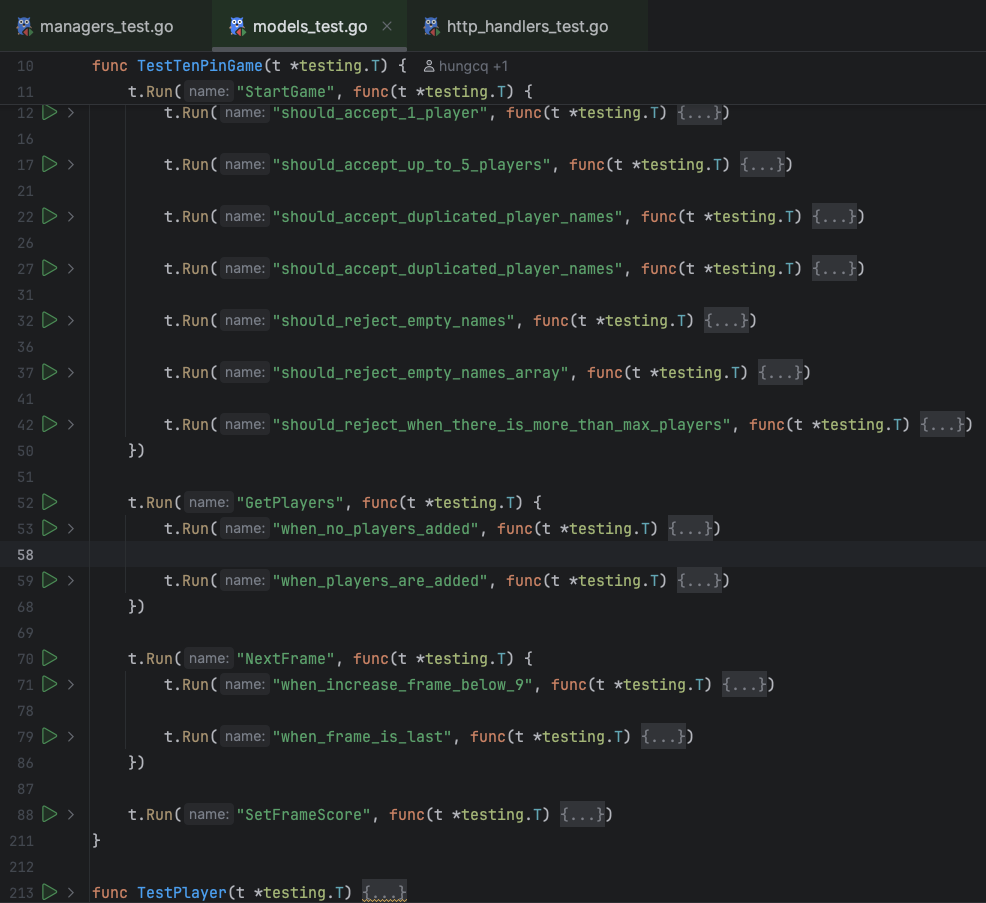 managers_test.go models_test.go × http_handlers_test.go
10 func TestTenPinGame(t *testing.T) { hungcq +1
11 t.Run( name: "StartGame", func(t *testing.T) {
12 t.Run( name: "should_accept_1_player", func(t *testing.T) {...})
16
17 t.Run( name: "should_accept_up_to_5_players", func(t *testing.T) {...})
21
22 t.Run( name: "should_accept_duplicated_player_names", func(t *testing.T) {...})
26
27 t.Run( name: "should_accept_duplicated_player_names", func(t *testing.T) {...})
31
32 t.Run( name: "should_reject_empty_names", func(t *testing.T) {...})
36
37 t.Run( name: "should_reject_empty_names_array", func(t *testing.T) {...})
41
42 t.Run( name: "should_reject_when_there_is_more_than_max_players", func(t *testing.T) {...})
50 })
51
52 t.Run( name: "GetPlayers", func(t *testing.T) {
53 t.Run( name: "when_no_players_added", func(t *testing.T) {...})
58
59 t.Run( name: "when_players_are_added", func(t *testing.T) {...})
68 })
69
70 t.Run( name: "NextFrame", func(t *testing.T) {
71 t.Run( name: "when_increase_frame_below_9", func(t *testing.T) {...})
78
79 t.Run( name: "when_frame_is_last", func(t *testing.T) {...})
86 })
87
88 t.Run( name: "SetFrameScore", func(t *testing.T) {...})
211 }
212
213 func TestPlayer(t *testing.T) {...}